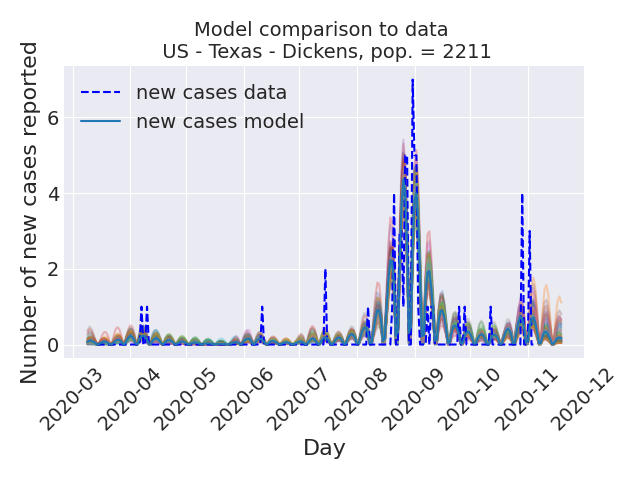 Model comparison to data
US - Texas - Dickens, pop. = 2211
Number of new cases reported
new cases data
new cases model
6
4
2
0
2020-03
2020-04
2020-05
2020-06
2020-07
2020-08
2020-09
2020-10
2020-11
2020-12
Day